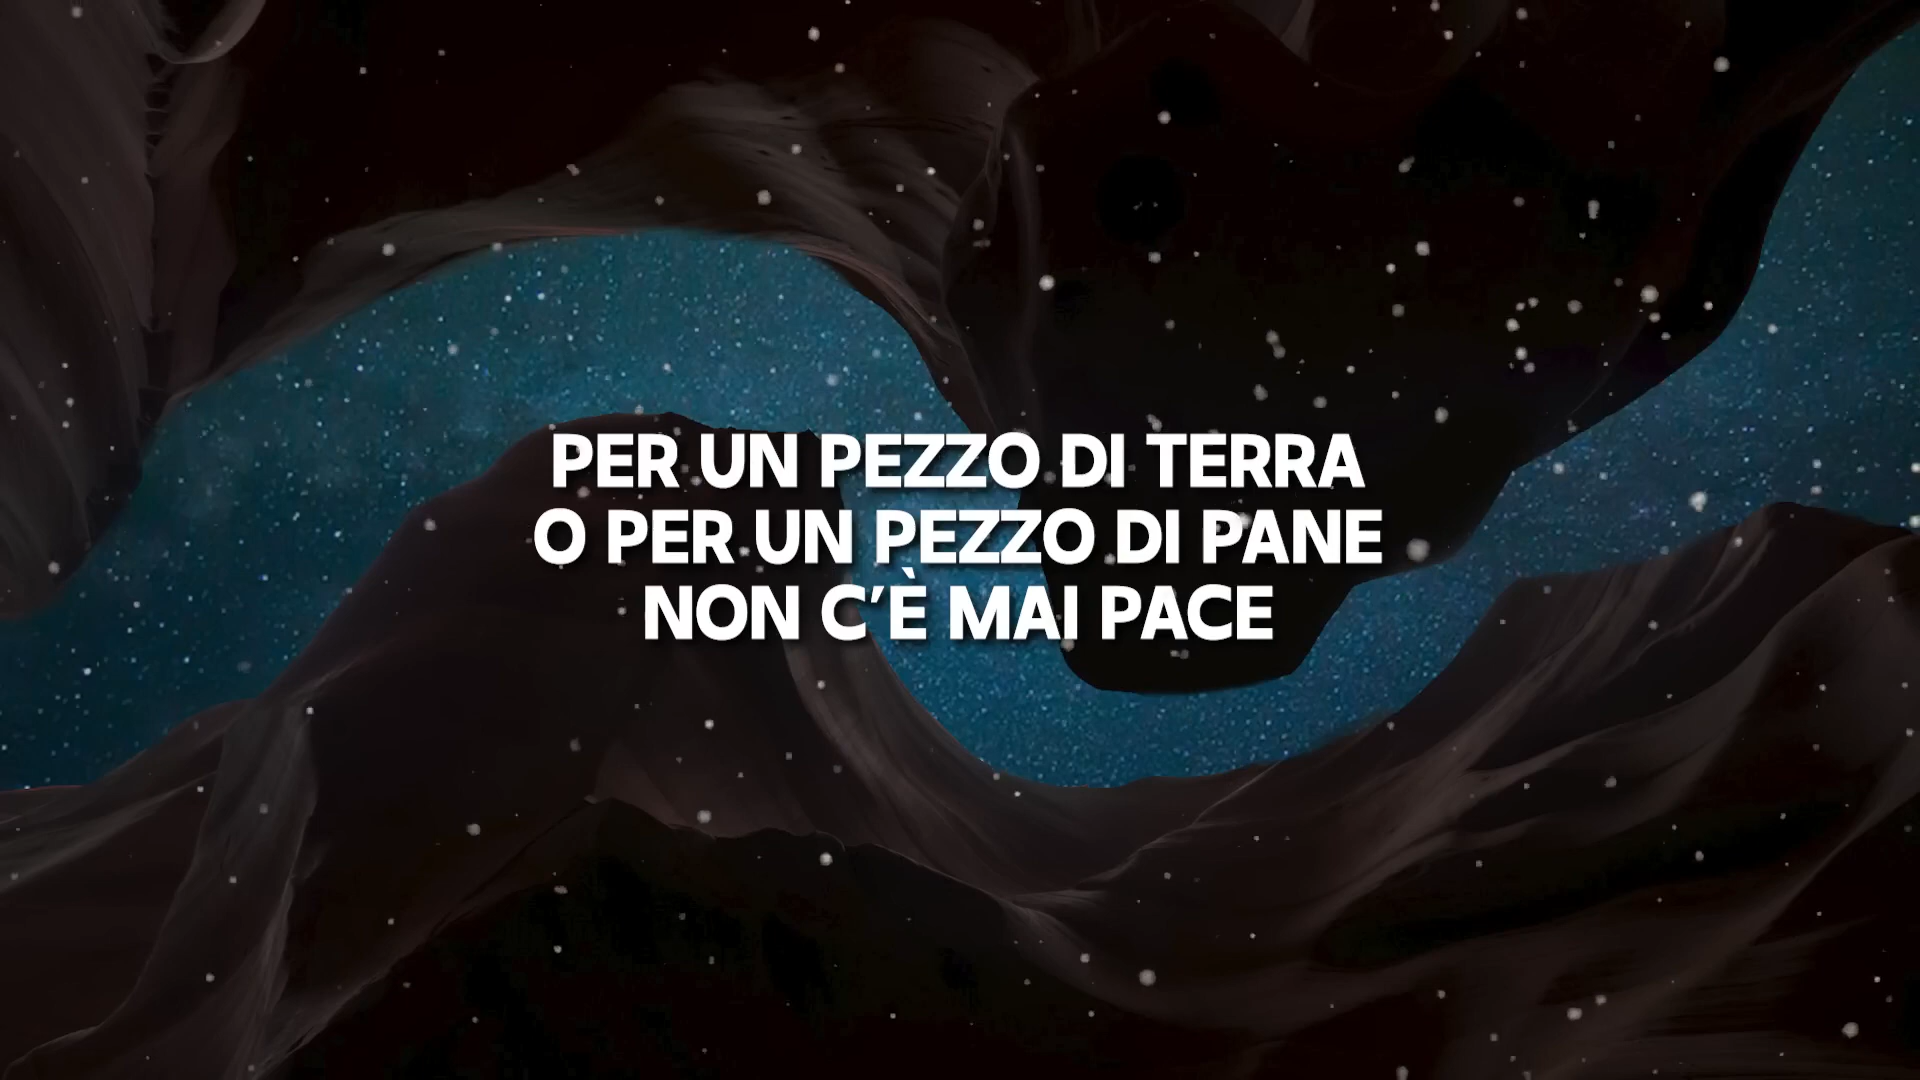 PER UN PEZZO DI TERRA
O PER UN PEZZO DI PANE
NON C’È MAI PACE